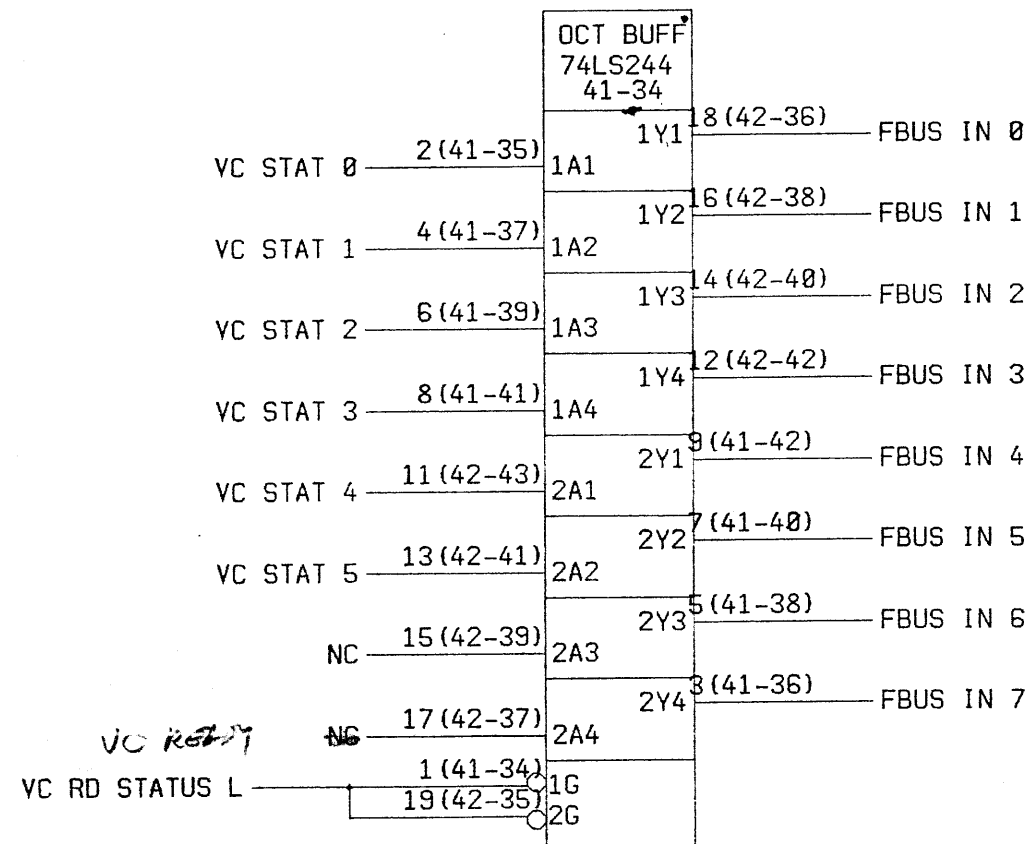 OCT BUFF
74LS244
41-34
1Y1 18(42-36) FBUS IN 0
VC STAT 0 2(41-35) 1A1
1Y2 16(42-38) FBUS IN 1
VC STAT 1 4(41-37) 1A2
1Y3 14(42-40) FBUS IN 2
VC STAT 2 6(41-39) 1A3
1Y4 12(42-42) FBUS IN 3
VC STAT 3 8(41-41) 1A4
2Y1 9(41-42) FBUS IN 4
VC STAT 4 11(42-43) 2A1
2Y2 7(41-40) FBUS IN 5
VC STAT 5 13(42-41) 2A2
2Y3 5(41-38) FBUS IN 6
NC 15(42-39) 2A3
2Y4 3(41-36) FBUS IN 7
VC NC 17(42-37) 2A4
VC RD STATUS L 1(41-34) 1G
19(42-35) 2G